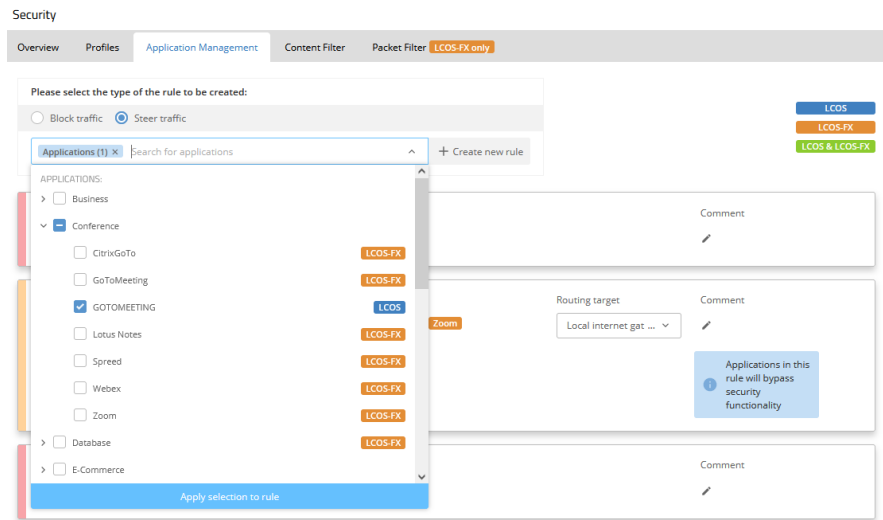 Security
Overview Profiles Application Management Content Filter Packet Filter LCOS-FX only
Please select the type of the rule to be created:
Block traffic Steer traffic
LCOS
LCOS-FX
LCOS & LCOS-FX
Applications (1) × Search for applications
+ Create new rule
APPLICATIONS:
Business
Conference
CitrixGoTo LCOS-FX
GoToMeeting LCOS-FX
GOTOMEETING LCOS
Lotus Notes LCOS-FX
Spreed LCOS-FX
Webex LCOS-FX
Zoom LCOS-FX
Database LCOS-FX
E-Commerce
Apply selection to rule
Comment
Zoom
Routing target
Local internet gat ...
Comment
Applications in this
rule will bypass
security
functionality
Comment